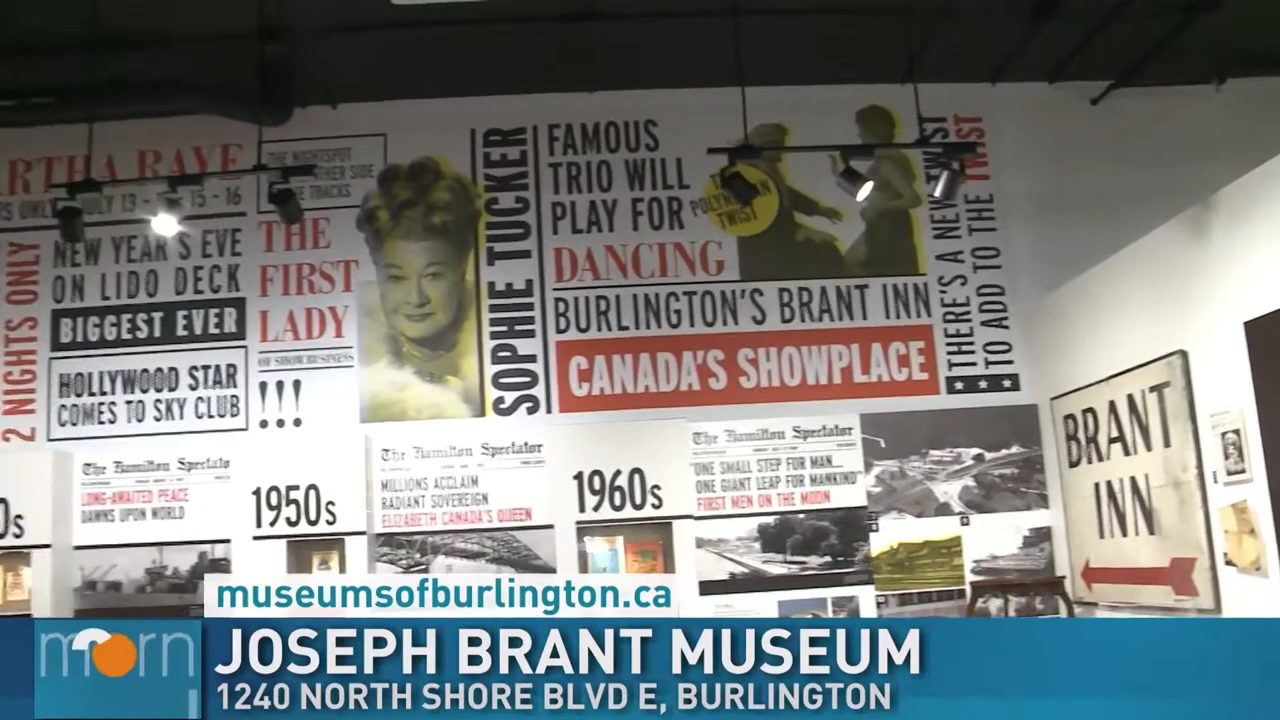 ARTHA RAYE
JULY 13 - 15 - 16
2 NIGHTS ONLY
NEW YEAR'S EVE
ON LIDO DECK
BIGGEST EVER
HOLLYWOOD STAR
COMES TO SKY CLUB
THE NIGHTSPOT
THER SIDE
TRACKS
THE
FIRST
LADY
OF SHOW BUSINESS
!!!
SOPHIE TUCKER
FAMOUS
TRIO WILL
PLAY FOR
DANCING
POLYNESIAN
TWIST
BURLINGTON'S BRANT INN
CANADA'S SHOWPLACE
THERE'S A NEW TWIST
TO ADD TO THE TWIST
BRANT
INN
0s
The Hamilton Spectato
LONG-AWAITED PEACE
DAWNS UPON WORLD
1950s
The Hamilton Spectator
MILLIONS ACCLAIM
RADIANT SOVEREIGN
ELIZABETH CANADA'S QUEEN
1960s
The Hamilton Spectator
"ONE SMALL STEP FOR MAN...
ONE GIANT LEAP FOR MANKIND"
FIRST MEN ON THE MOON
museumsofburlington.ca
morn
JOSEPH BRANT MUSEUM
1240 NORTH SHORE BLVD E, BURLINGTON